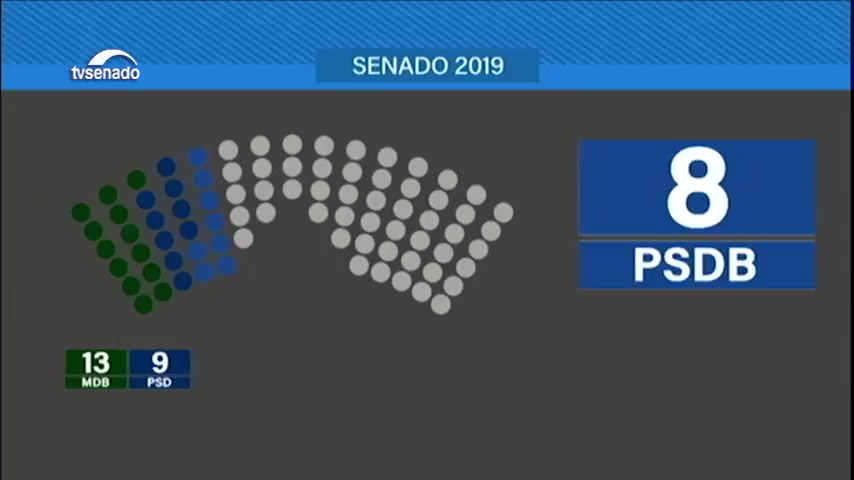 tvsenado
SENADO 2019
8
PSDB
13
MDB
9
PSD